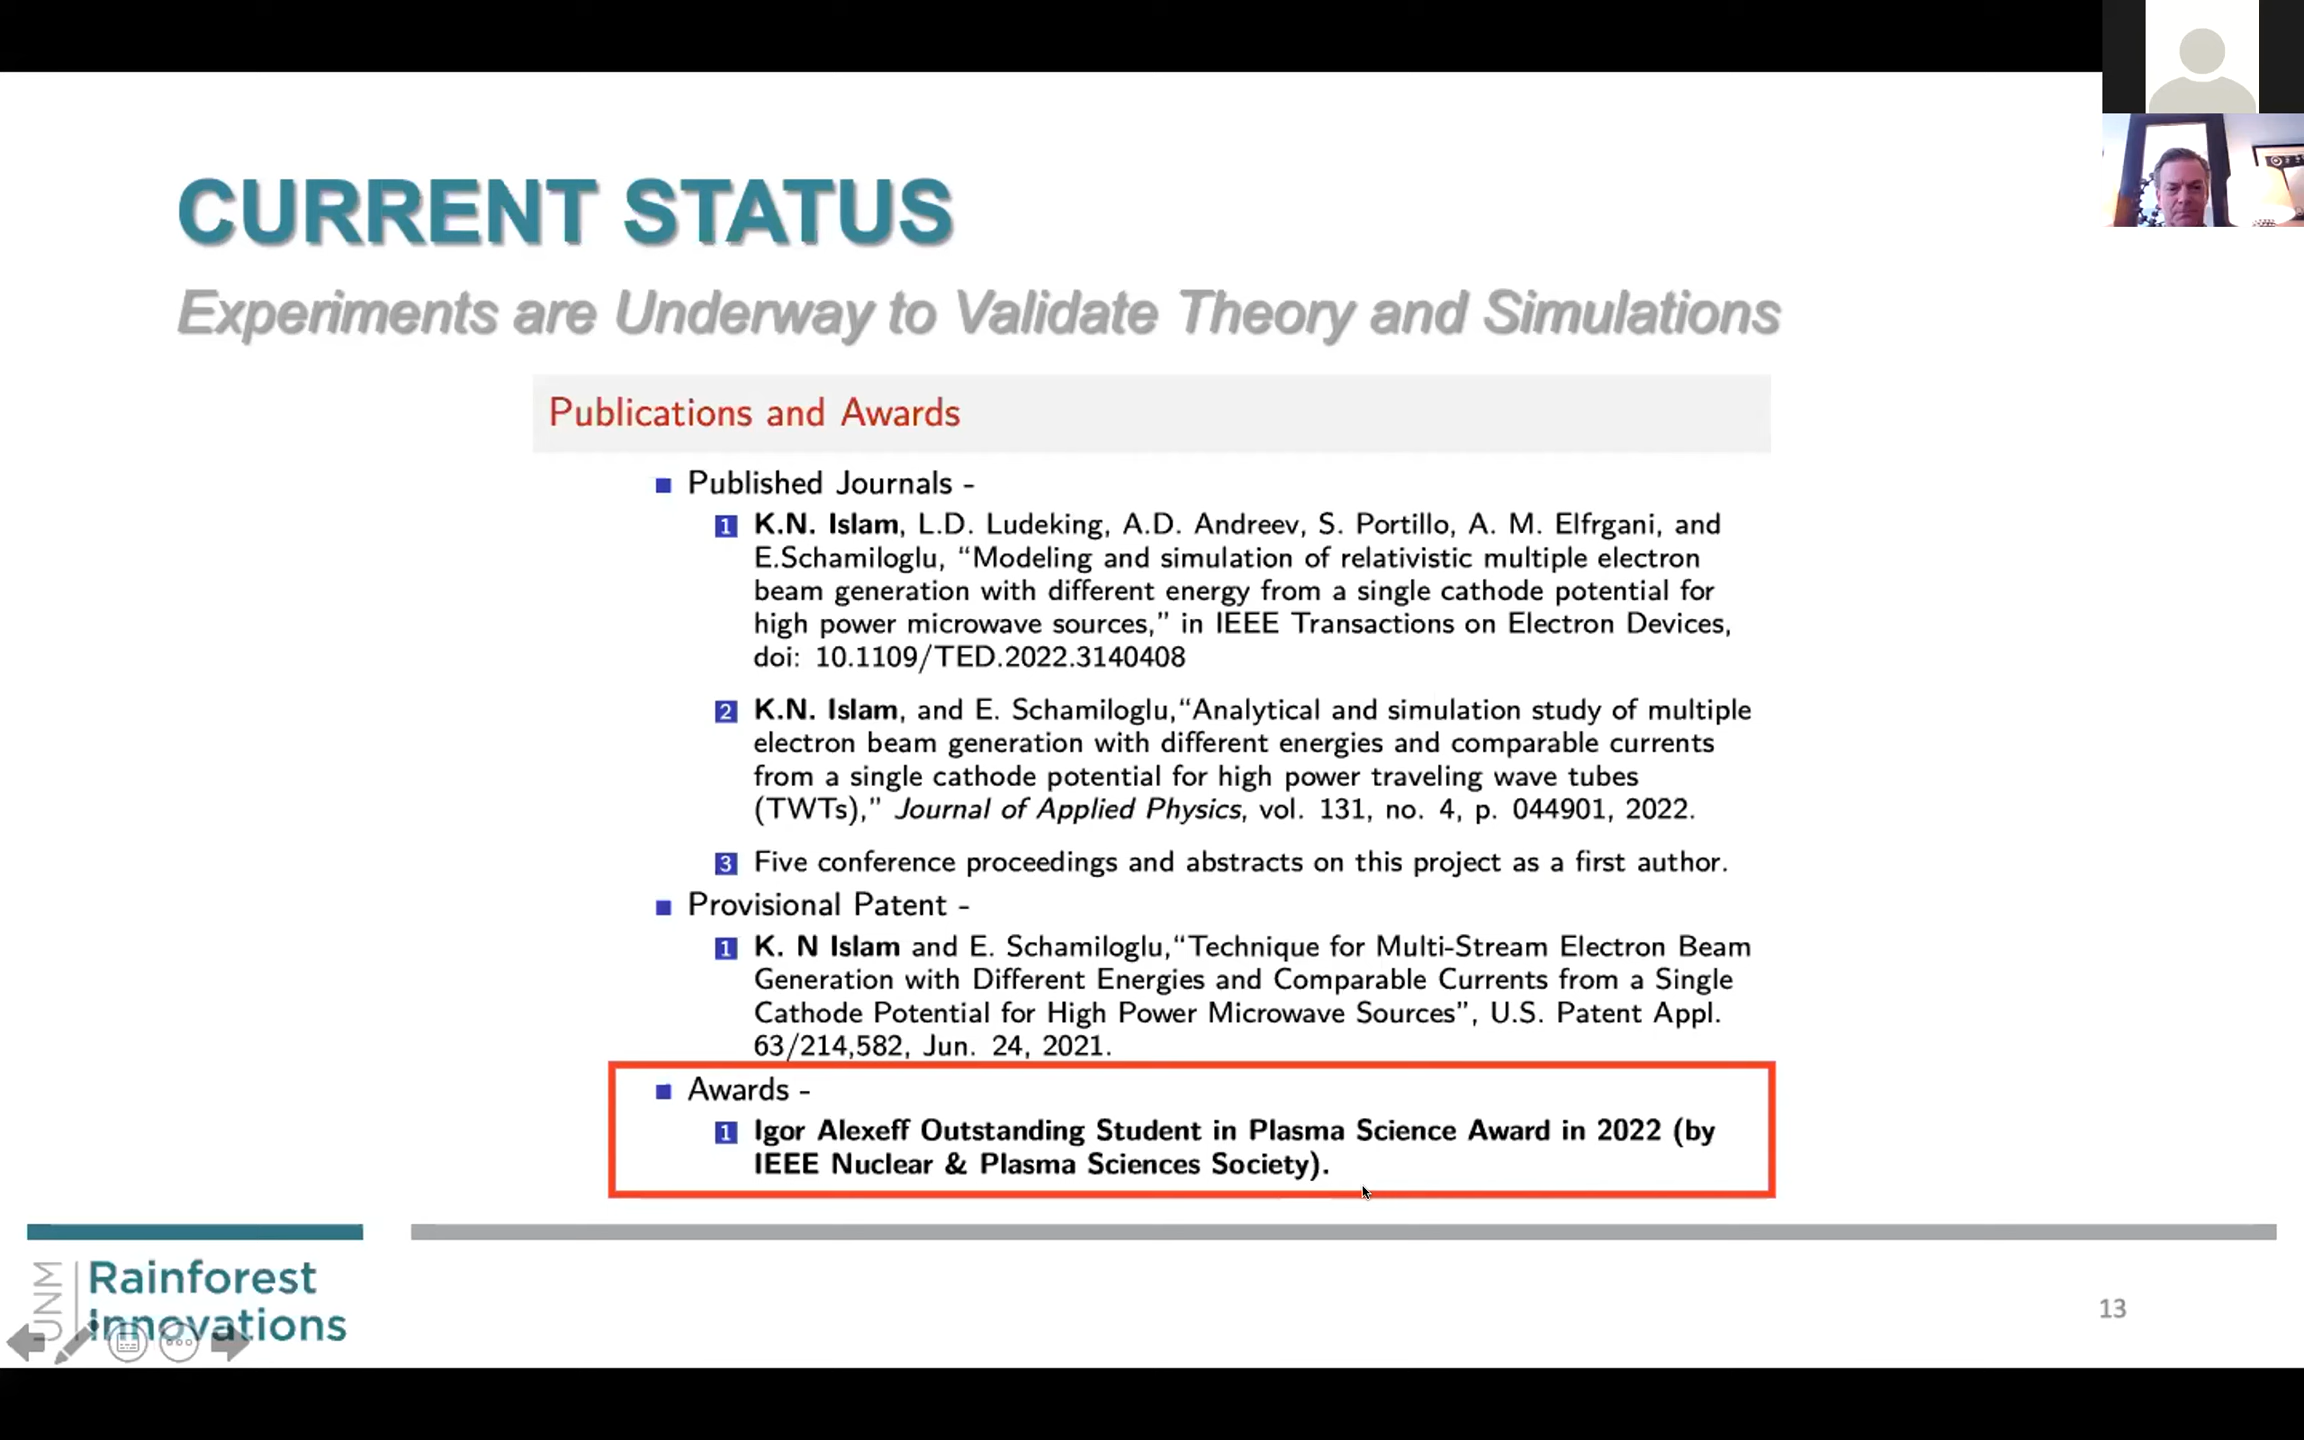 CURRENT STATUS
Experiments are Underway to Validate Theory and Simulations
Publications and Awards
Published Journals -
1 K.N. Islam, L.D. Ludeking, A.D. Andreev, S. Portillo, A. M. Elfrgani, and
E.Schamiloglu, “Modeling and simulation of relativistic multiple electron
beam generation with different energy from a single cathode potential for
high power microwave sources,” in IEEE Transactions on Electron Devices,
doi: 10.1109/TED.2022.3140408
2 K.N. Islam, and E. Schamiloglu,“Analytical and simulation study of multiple
electron beam generation with different energies and comparable currents
from a single cathode potential for high power traveling wave tubes
(TWTs),” Journal of Applied Physics, vol. 131, no. 4, p. 044901, 2022.
3 Five conference proceedings and abstracts on this project as a first author.
Provisional Patent -
1 K. N Islam and E. Schamiloglu,“Technique for Multi-Stream Electron Beam
Generation with Different Energies and Comparable Currents from a Single
Cathode Potential for High Power Microwave Sources”, U.S. Patent Appl.
63/214,582, Jun. 24, 2021.
Awards -
1 Igor Alexeff Outstanding Student in Plasma Science Award in 2022 (by
IEEE Nuclear & Plasma Sciences Society).
UNM
Rainforest
Innovations
13